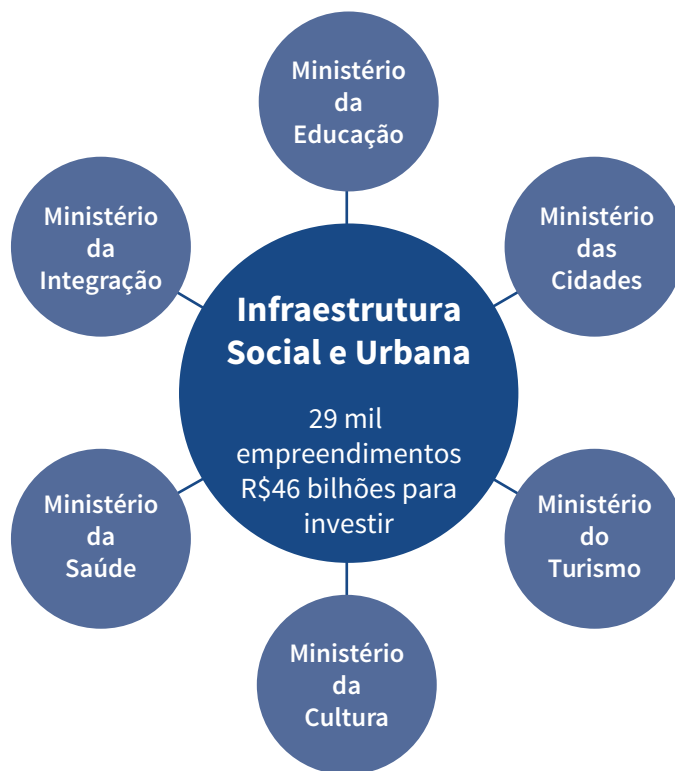 Ministério
da
Educação
Ministério
da
Integração
Ministério
das
Cidades
Infraestrutura
Social e Urbana
29 mil
empreendimentos
R$46 bilhões para
investir
Ministério
da
Saúde
Ministério
do
Turismo
Ministério
da
Cultura